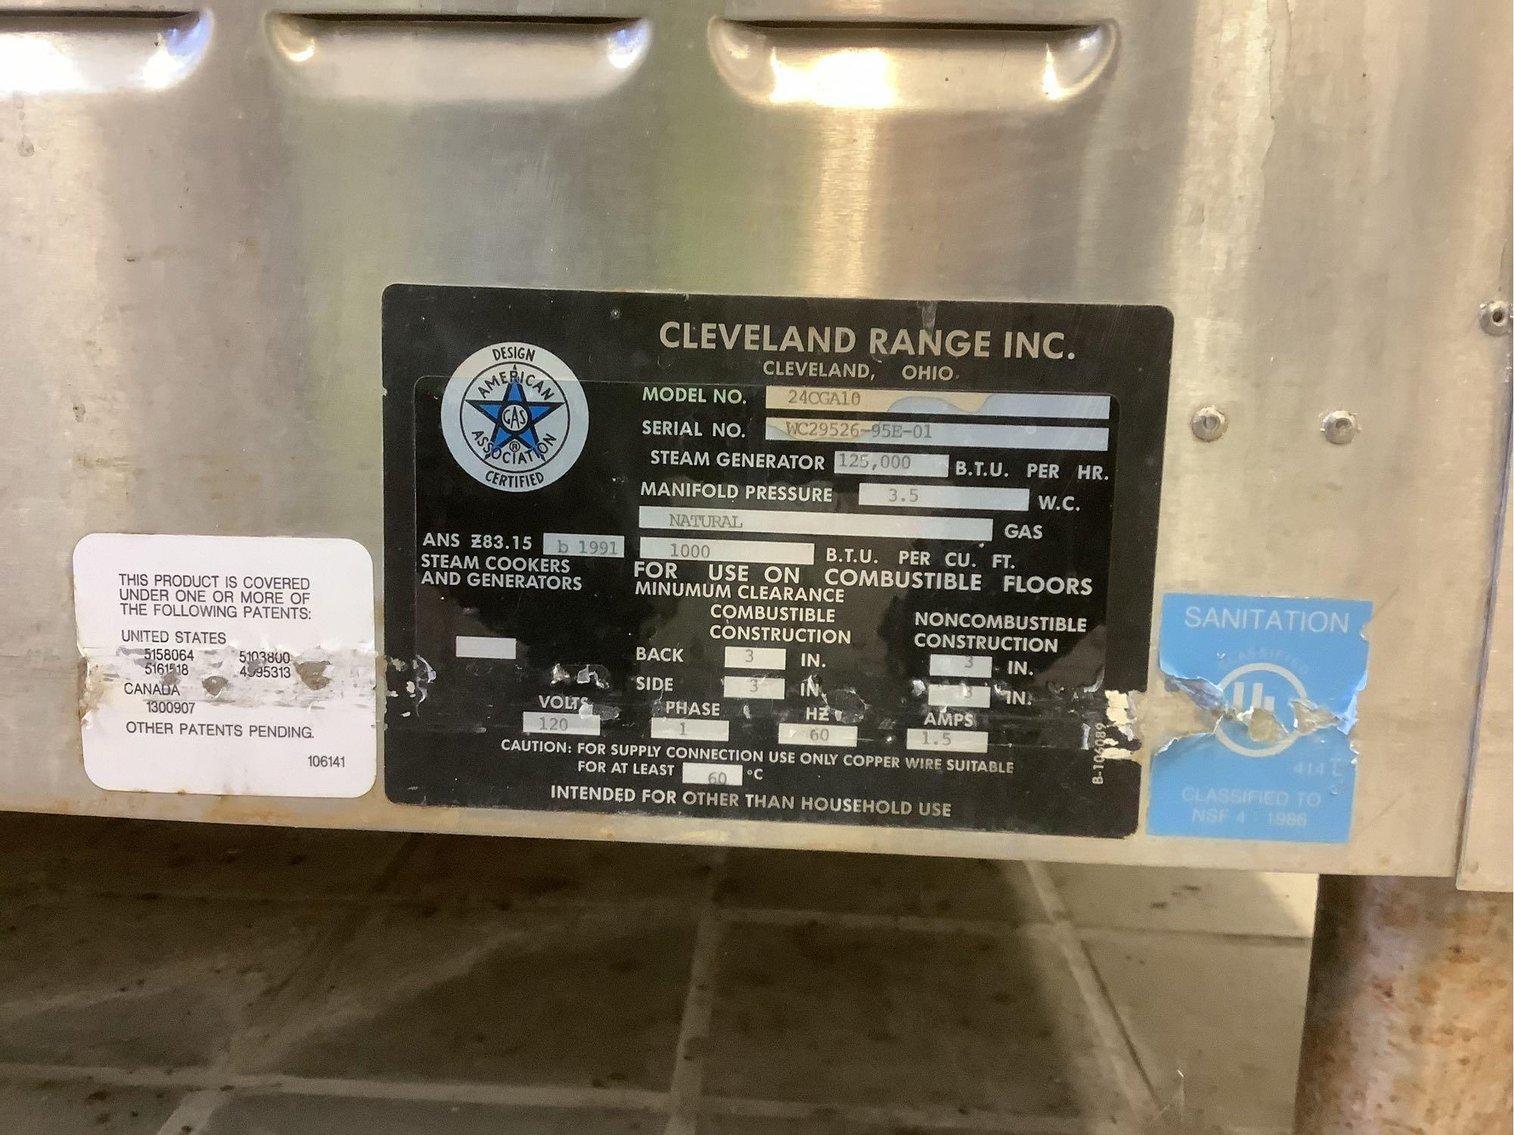 DESIGN
AMERICAN
GAS
®
ASSOCIATION
CERTIFIED
CLEVELAND RANGE INC.
CLEVELAND, OHIO
MODEL NO. 24CGA10
SERIAL NO. WC29526-95E-01
STEAM GENERATOR 125,000 B.T.U. PER HR.
MANIFOLD PRESSURE 3.5 W.C.
NATURAL GAS
ANS Z83.15 b 1991
STEAM COOKERS
AND GENERATORS
1000 B.T.U. PER CU. FT.
FOR USE ON COMBUSTIBLE FLOORS
MINUMUM CLEARANCE
COMBUSTIBLE
CONSTRUCTION
NONCOMBUSTIBLE
CONSTRUCTION
BACK 3 IN. 3 IN.
SIDE 3 IN. 3 IN.
VOLTS PHASE HZ AMPS
120 1 60 1.5
CAUTION: FOR SUPPLY CONNECTION USE ONLY COPPER WIRE SUITABLE
FOR AT LEAST 60 °C
INTENDED FOR OTHER THAN HOUSEHOLD USE
B-106089
THIS PRODUCT IS COVERED
UNDER ONE OR MORE OF
THE FOLLOWING PATENTS:
UNITED STATES
5158064 5103800
5161518 4995313
CANADA
1300907
OTHER PATENTS PENDING.
106141
SANITATION
CLASSIFIED
414
CLASSIFIED TO
NSF 4 - 1986